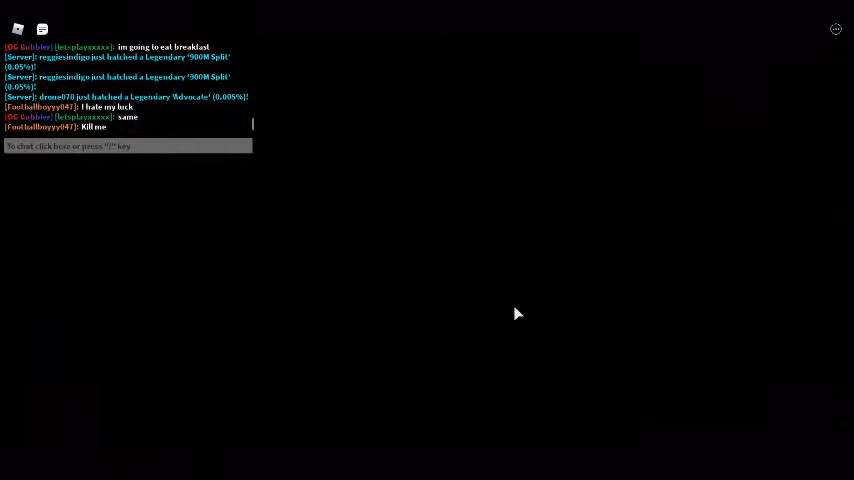 [OG Bubbler] [letsplayxxxxx]: im going to eat breakfast
[Server]: reggiesindigo just hatched a Legendary '900M Split'
(0.05%)!
[Server]: reggiesindigo just hatched a Legendary '900M Split'
(0.05%)!
[Server]: drone070 just hatched a Legendary 'Advocate' (0.005%)!
[Footballboyyy047]: I hate my luck
[OG Bubbler] [letsplayxxxxx]: same
[Footballboyyy047]: Kill me
To chat click here or press "/" key